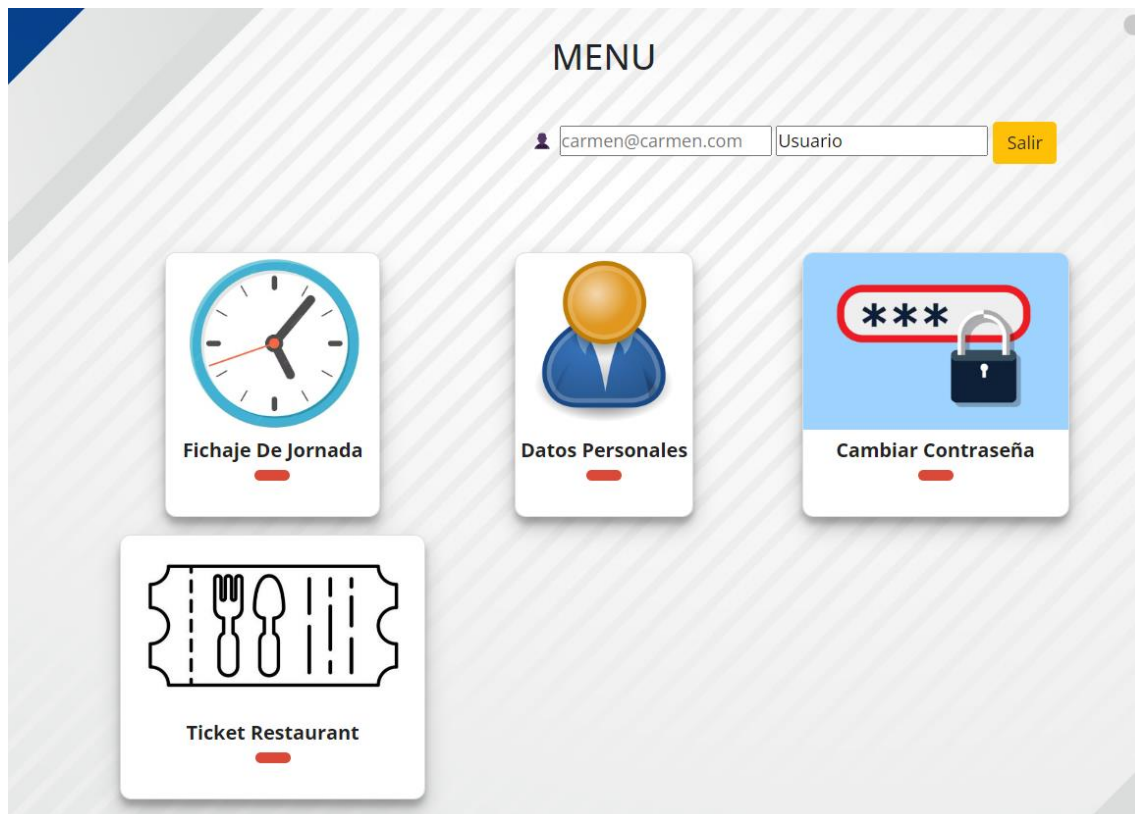 MENU
carmen@carmen.com Usuario Salir
***
Fichaje De Jornada Datos Personales Cambiar Contraseña
Ticket Restaurant